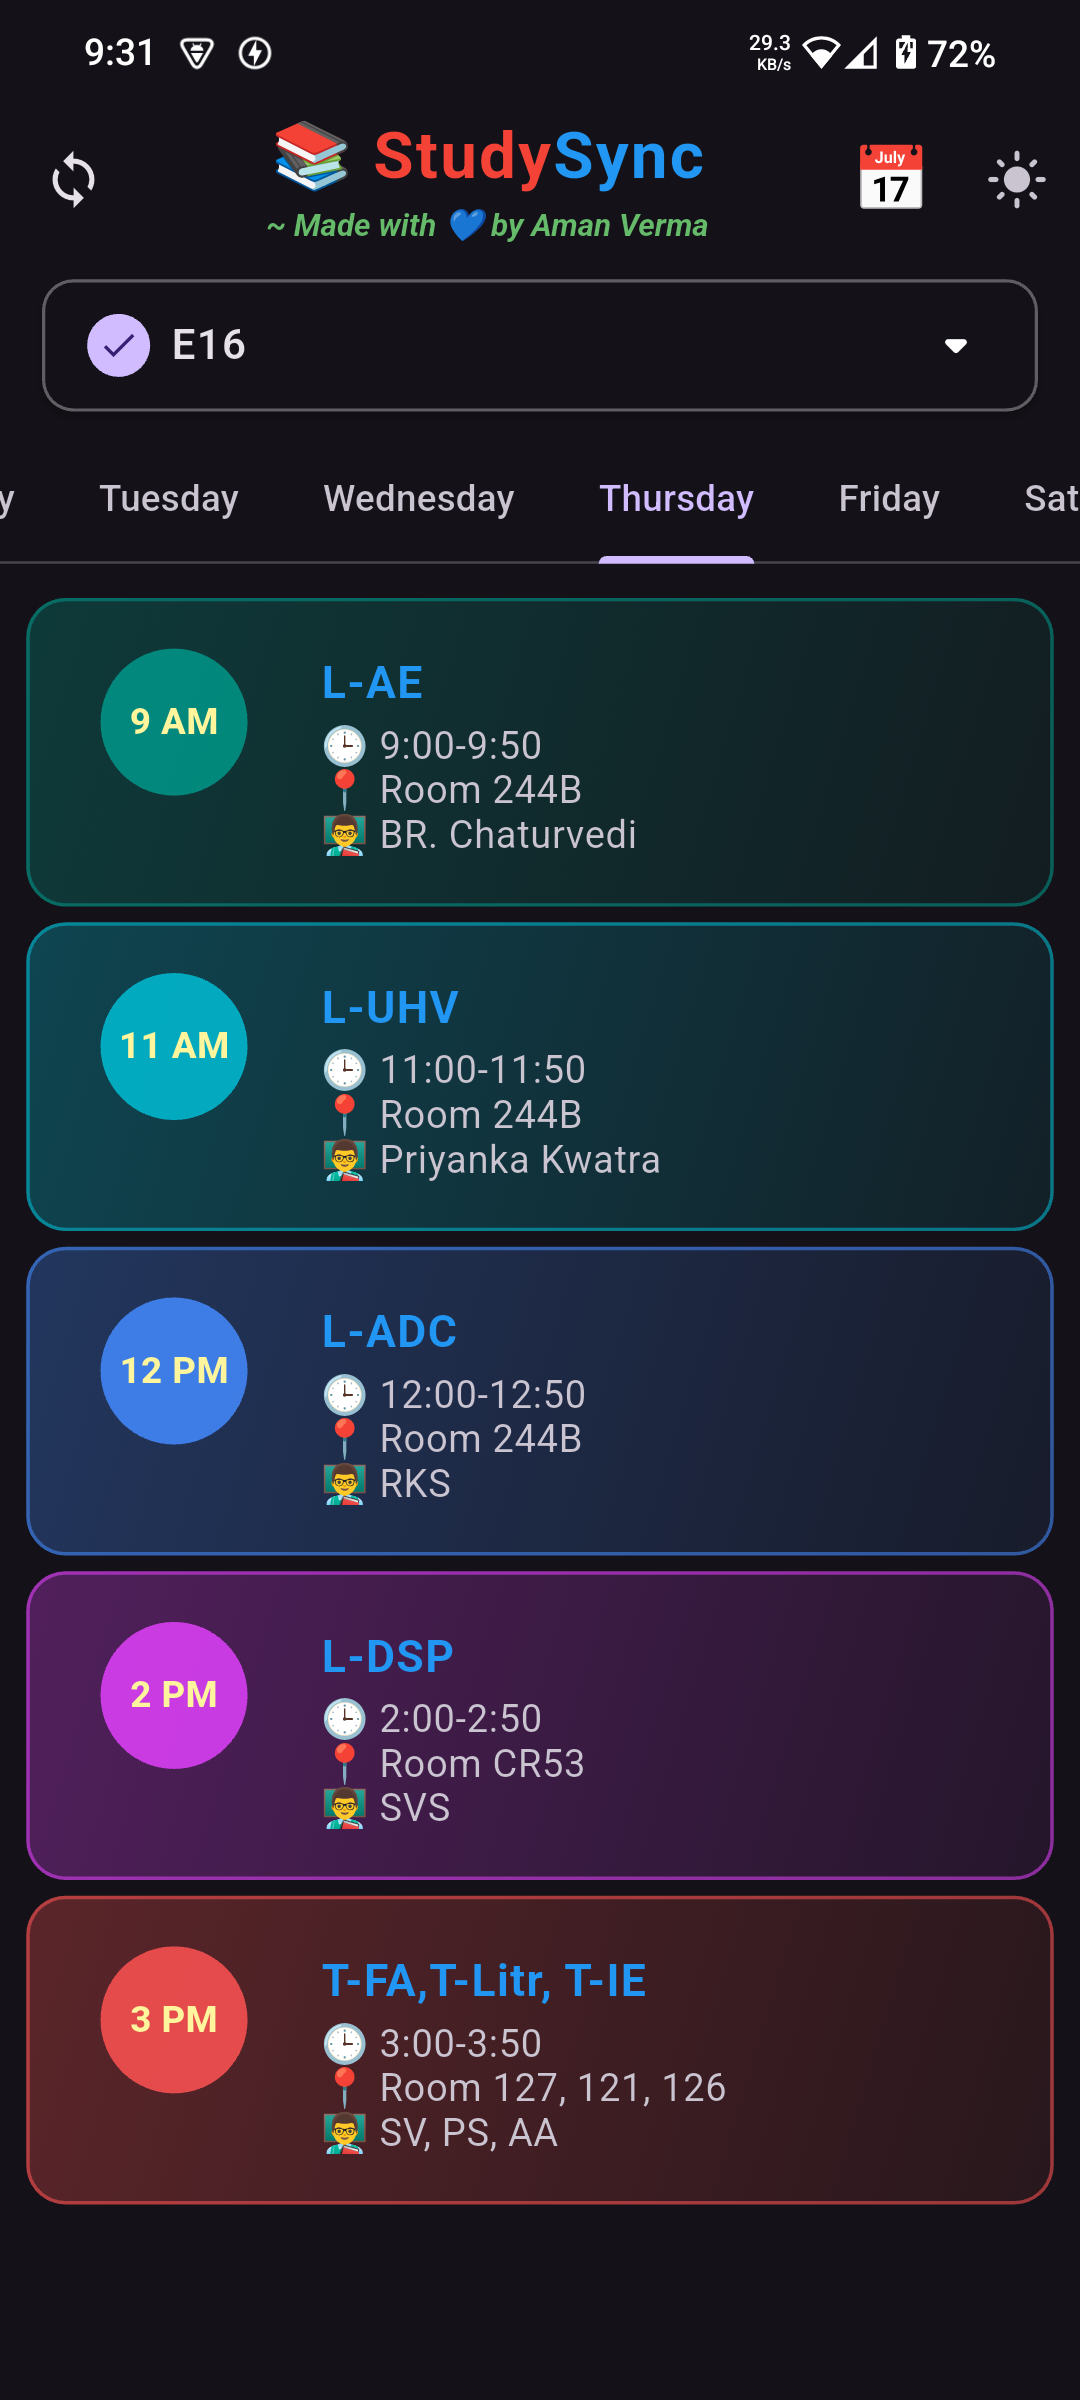 9:31
29.3
KB/s
72%
StudySync
~ Made with 💙 by Aman Verma
July
17
E16
y Tuesday Wednesday Thursday Friday Sat
9 AM
L-AE
9:00-9:50
Room 244B
BR. Chaturvedi
11 AM
L-UHV
11:00-11:50
Room 244B
Priyanka Kwatra
12 PM
L-ADC
12:00-12:50
Room 244B
RKS
2 PM
L-DSP
2:00-2:50
Room CR53
SVS
3 PM
T-FA,T-Litr, T-IE
3:00-3:50
Room 127, 121, 126
SV, PS, AA